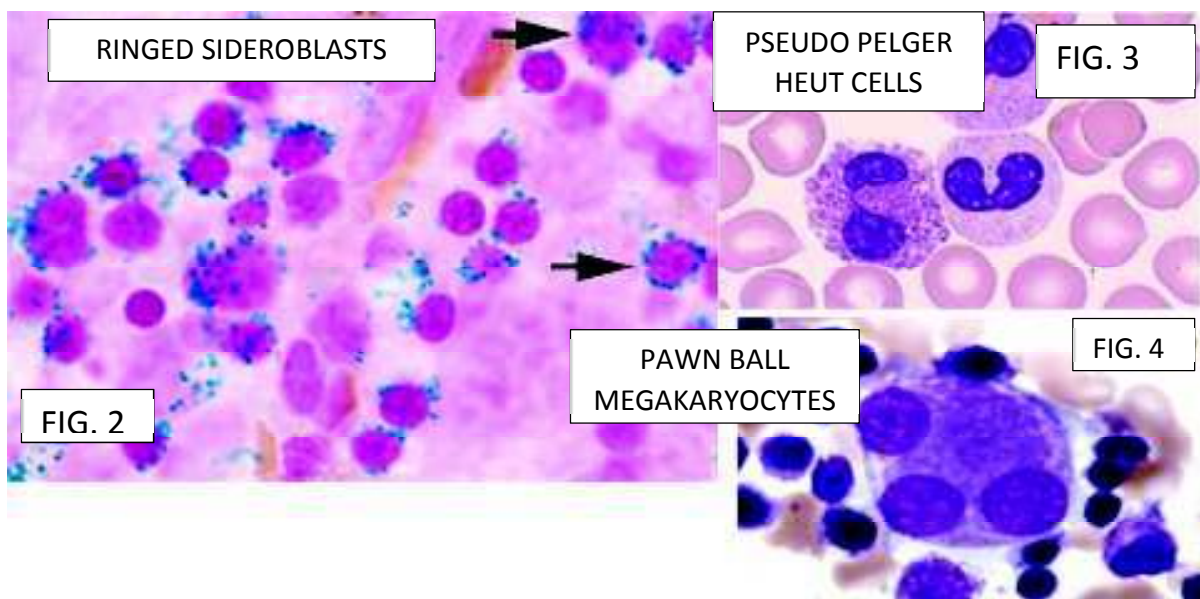 RINGED SIDEROBLASTS
PSEUDO PELGER
HEUT CELLS
FIG. 3
PAWN BALL
MEGAKARYOCYTES
FIG. 4
FIG. 2